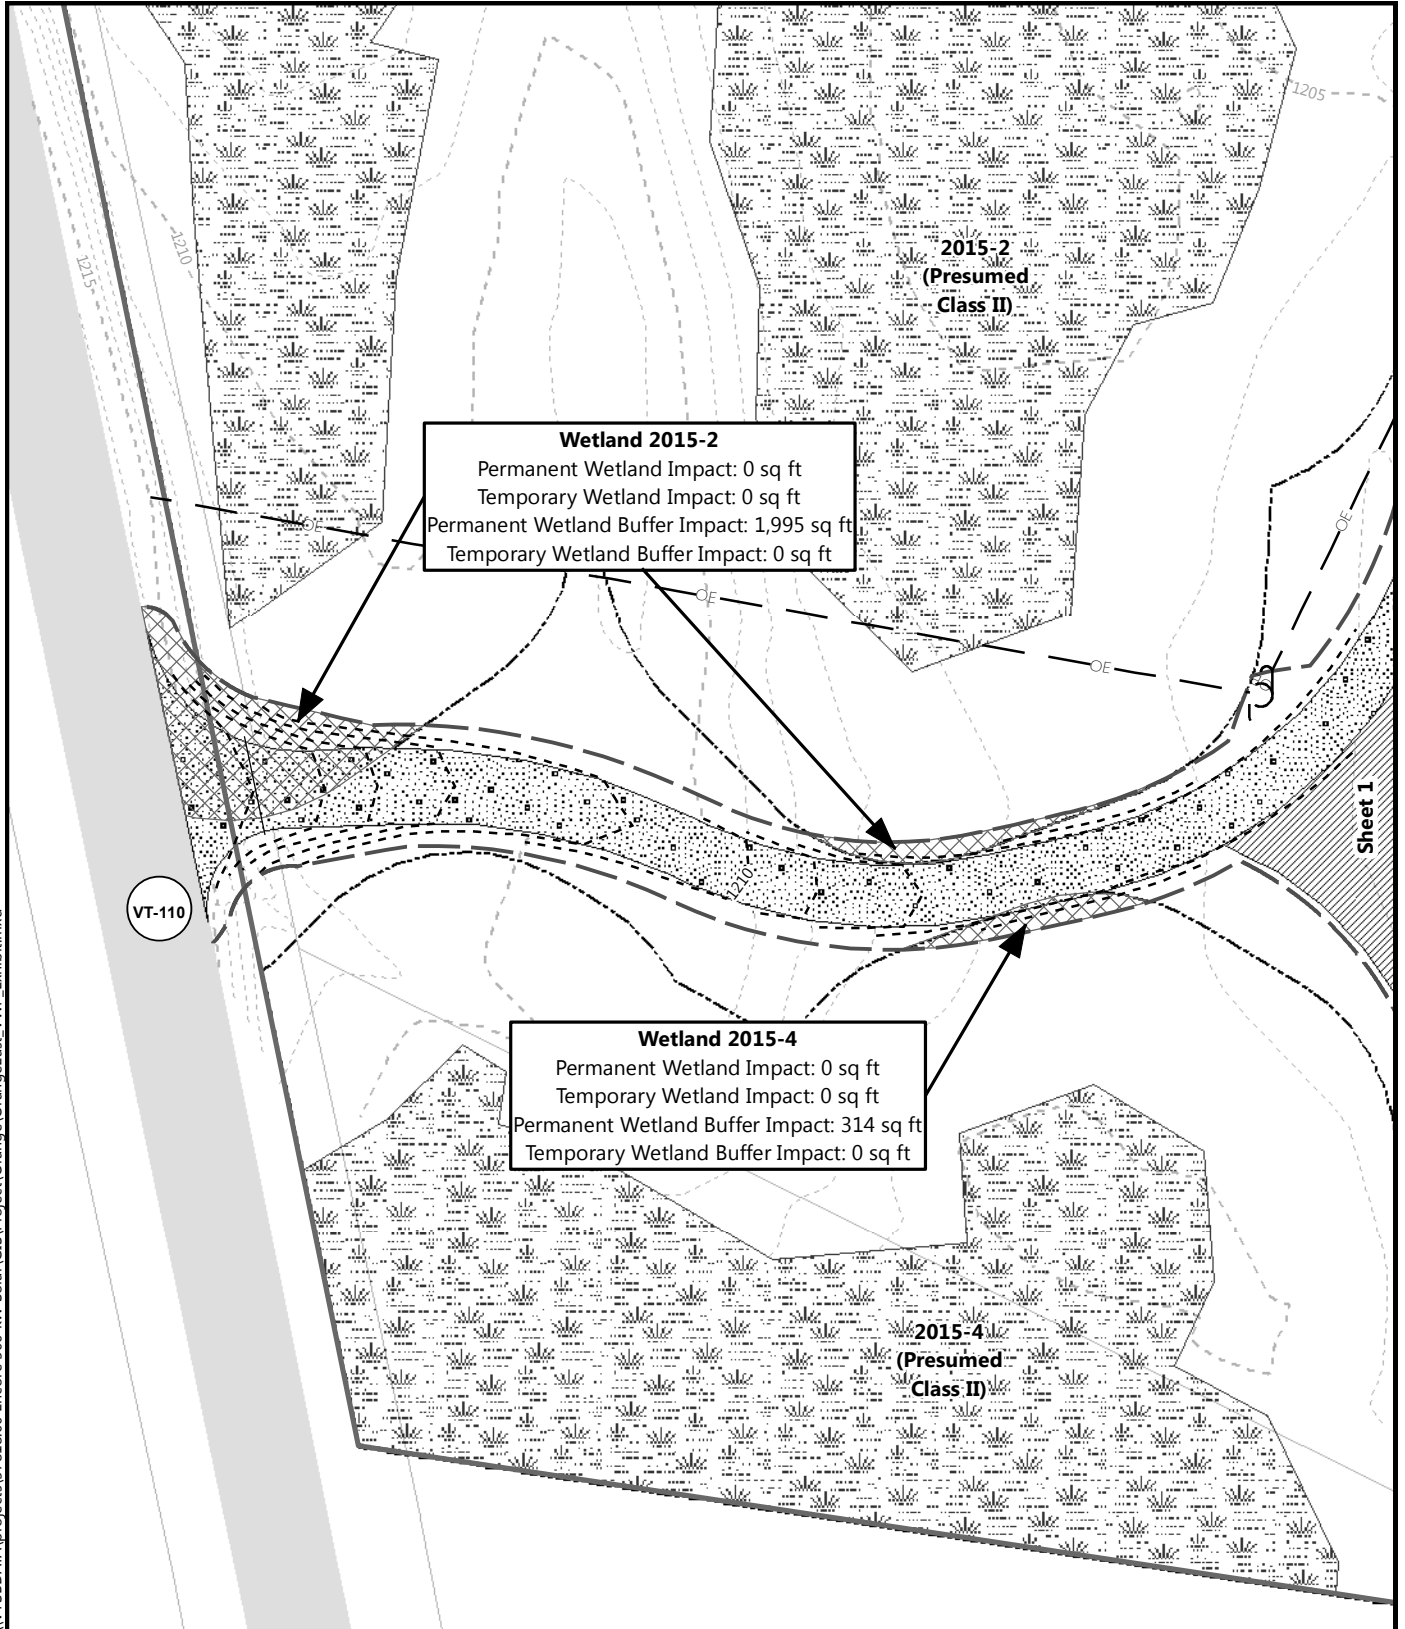 1205
1210
1215
2015-2
(Presumed
Class II)
Wetland 2015-2
Permanent Wetland Impact: 0 sq ft
Temporary Wetland Impact: 0 sq ft
Permanent Wetland Buffer Impact: 1,995 sq ft
Temporary Wetland Buffer Impact: 0 sq ft
OE
OE
OE
OE
Sheet 1
1210
VT-110
Wetland 2015-4
Permanent Wetland Impact: 0 sq ft
Temporary Wetland Impact: 0 sq ft
Permanent Wetland Buffer Impact: 314 sq ft
Temporary Wetland Buffer Impact: 0 sq ft
2015-4
(Presumed
Class II)